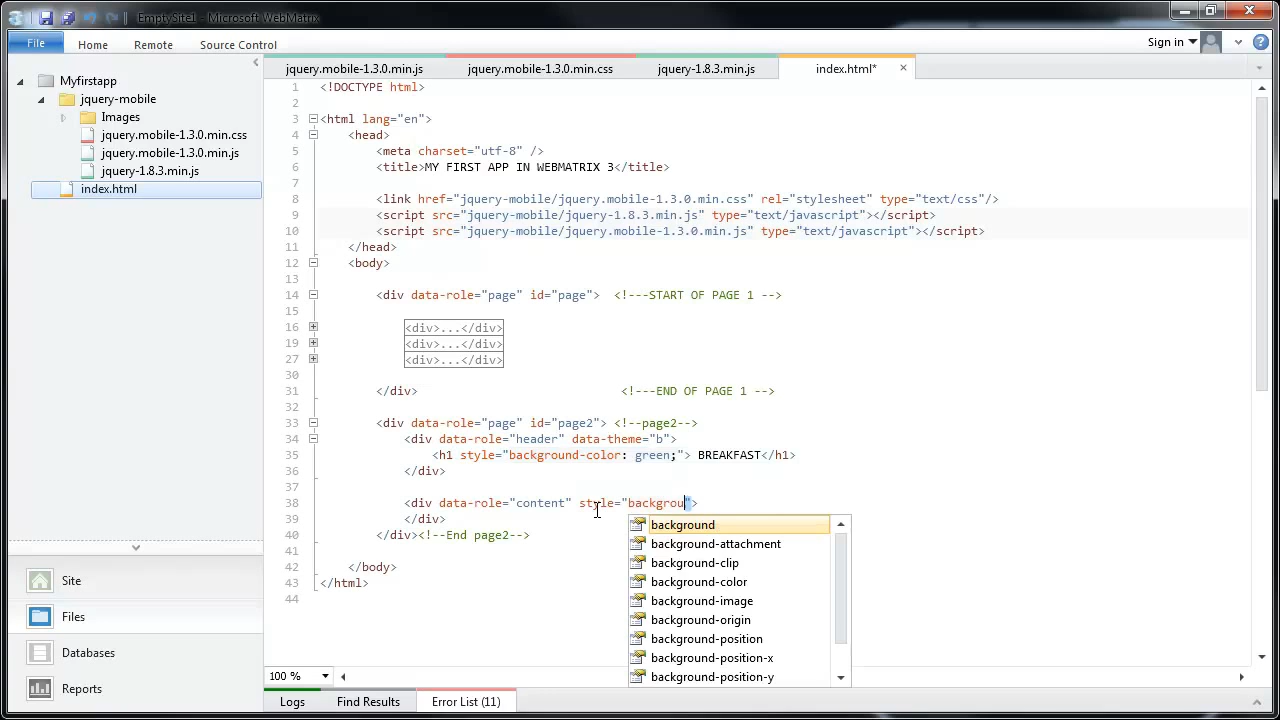 EmptySite1 - Microsoft WebMatrix
File
Home
Remote
Source Control
Sign in
Myfirstapp
jquery-mobile
Images
jquery.mobile-1.3.0.min.css
jquery.mobile-1.3.0.min.js
jquery-1.8.3.min.js
index.html
Site
Files
Databases
Reports
jquery.mobile-1.3.0.min.js
jquery.mobile-1.3.0.min.css
jquery-1.8.3.min.js
index.html*
1 <!DOCTYPE html>
2
3 <html lang="en">
4 <head>
5 <meta charset="utf-8" />
6 <title>MY FIRST APP IN WEBMATRIX 3</title>
7
8 <link href="jquery-mobile/jquery.mobile-1.3.0.min.css" rel="stylesheet" type="text/css"/>
9 <script src="jquery-mobile/jquery-1.8.3.min.js" type="text/javascript"></script>
10 <script src="jquery-mobile/jquery.mobile-1.3.0.min.js" type="text/javascript"></script>
11 </head>
12 <body>
13
14 <div data-role="page" id="page"> <!---START OF PAGE 1 -->
15
16 <div>...</div>
19 <div>...</div>
27 <div>...</div>
30
31 </div> <!---END OF PAGE 1 -->
32
33 <div data-role="page" id="page2"> <!--page2-->
34 <div data-role="header" data-theme="b">
35 <h1 style="background-color: green;"> BREAKFAST</h1>
36 </div>
37
38 <div data-role="content" style="backgrou">
39 </div>
40 </div><!--End page2-->
41
42 </body>
43 </html>
44
background
background-attachment
background-clip
background-color
background-image
background-origin
background-position
background-position-x
background-position-y
100 %
Logs
Find Results
Error List (11)